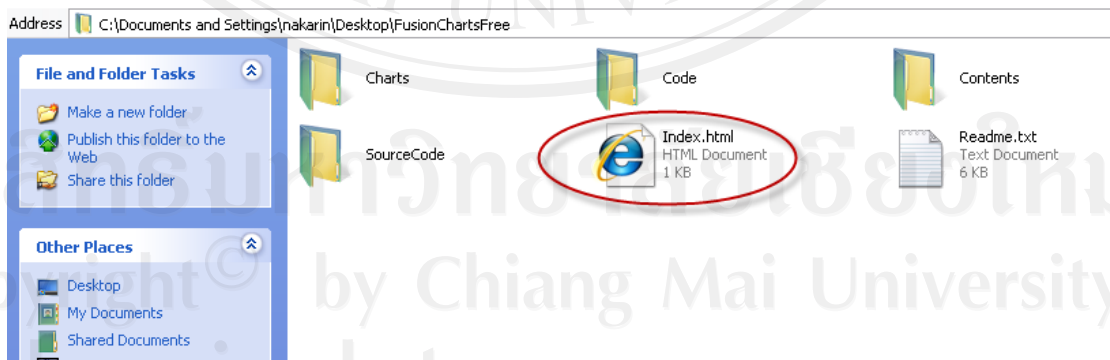 Address C:\Documents and Settings\nakarin\Desktop\FusionChartsFree
File and Folder Tasks
Make a new folder
Publish this folder to the
Web
Share this folder
Other Places
Desktop
My Documents
Shared Documents
Charts
Code
Contents
SourceCode
Index.html
HTML Document
1 KB
Readme.txt
Text Document
6 KB
by Chiang Mai University